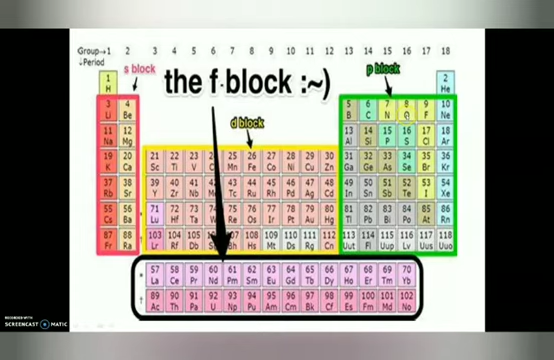 Group→1 2 3 4 5 6 7 8 9 10 11 12 13 14 15 16 17 18
↓Period
s block
the f block :~)
p block
d block
1 2
H He
3 4 5 6 7 8 9 10
Li Be B C N O F Ne
11 12 13 14 15 16 17 18
Na Mg Al Si P S Cl Ar
19 20 21 22 23 25 26 27 28 29 30 31 32 33 34 35 36
K Ca Sc Ti V Mn Fe Co Ni Cu Zn Ga Ge As Se Br Kr
37 38 39 40 41 43 44 45 46 47 48 49 50 51 52 53 54
Rb Sr Y Zr Nb Tc Ru Rh Pd Ag Cd In Sn Sb Te I Xe
55 56 * 71 72 73 75 76 77 78 79 80 81 82 83 84 85 86
Cs Ba Lu Hf Ta Re Os Ir Pt Au Hg Tl Pb Bi Po At Rn
87 88 103 104 105 107 108 109 110 111 112 113 114 115 116 117 118
Fr Ra Lr Rf Db Bh Hs Mt Ds Rg Cn Uut Fl Uup Lv Uus Uuo
* 57 58 59 60 61 62 63 64 65 66 67 68 69 70
La Ce Pr Nd Pm Sm Eu Gd Tb Dy Ho Er Tm Yb
† 89 90 91 92 93 94 95 96 97 98 99 100 101 102
Ac Th Pa U Np Pu Am Cm Bk Cf Es Fm Md No
RECORDED WITH
SCREENCAST MATIC